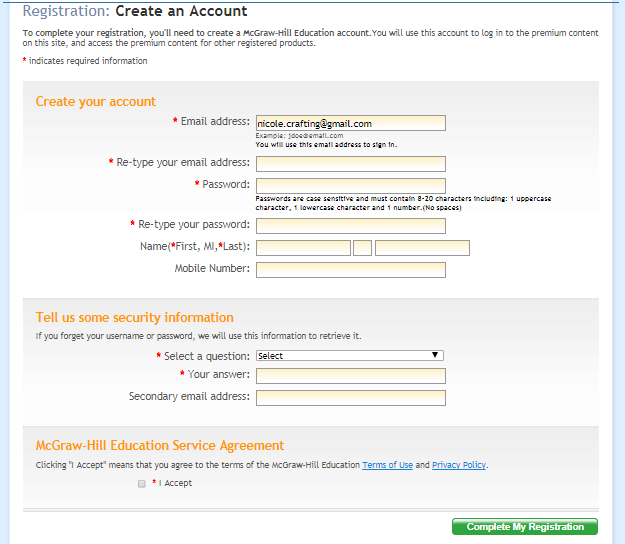 Registration: Create an Account
To complete your registration, you'll need to create a McGraw-Hill Education account.You will use this account to log in to the premium content
on this site, and access the premium content for other registered products.
* indicates required information
Create your account
* Email address: nicole.crafting@gmail.com
Example: jdoe@email.com
You will use this email address to sign in.
* Re-type your email address:
* Password:
Passwords are case sensitive and must contain 8-20 characters including: 1 uppercase
character, 1 lowercase character and 1 number.(No spaces)
* Re-type your password:
Name(*First, MI,*Last):
Mobile Number:
Tell us some security information
If you forget your username or password, we will use this information to retrieve it.
* Select a question: Select
* Your answer:
Secondary email address:
McGraw-Hill Education Service Agreement
Clicking "I Accept" means that you agree to the terms of the McGraw-Hill Education Terms of Use and Privacy Policy.
* I Accept
Complete My Registration